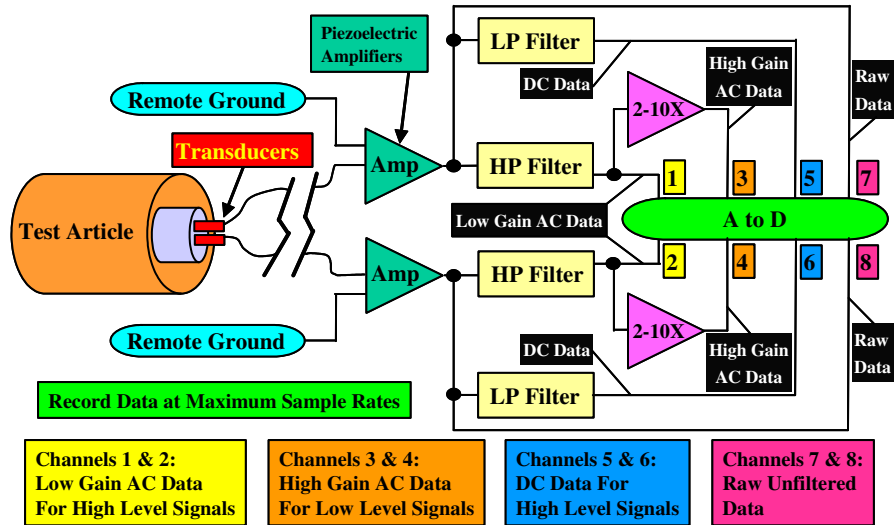 Piezoelectric
Amplifiers
LP Filter
DC Data
High Gain
AC Data
Raw
Data
Remote Ground
2-10X
Transducers
Amp
HP Filter
1
3
5
7
Test Article
Low Gain AC Data
A to D
Amp
HP Filter
2
4
6
8
Remote Ground
2-10X
DC Data
High Gain
AC Data
Raw
Data
LP Filter
Record Data at Maximum Sample Rates
Channels 1 & 2:
Low Gain AC Data
For High Level Signals
Channels 3 & 4:
High Gain AC Data
For Low Level Signals
Channels 5 & 6:
DC Data For
High Level Signals
Channels 7 & 8:
Raw Unfiltered
Data